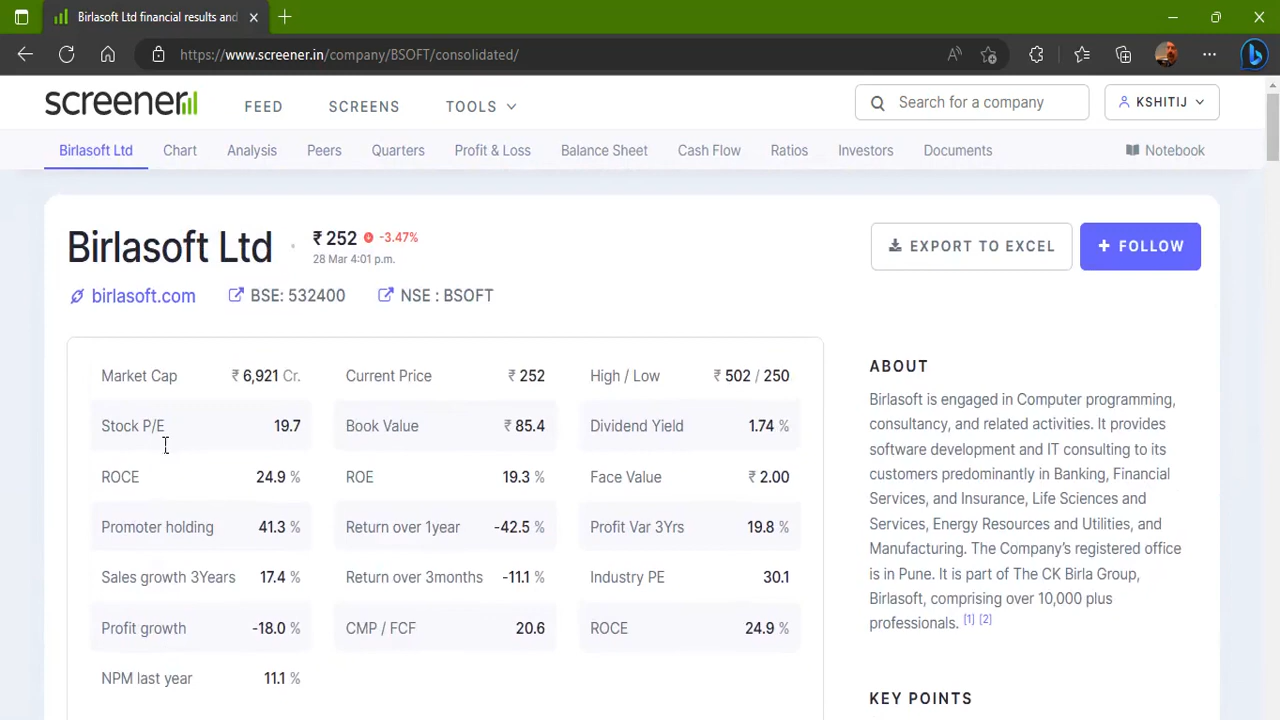 Birlasoft Ltd financial results and
https://www.screener.in/company/BSOFT/consolidated/
screener
FEED
SCREENS
TOOLS
Search for a company
KSHITIJ
Birlasoft Ltd
Chart
Analysis
Peers
Quarters
Profit & Loss
Balance Sheet
Cash Flow
Ratios
Investors
Documents
Notebook
Birlasoft Ltd
₹ 252 -3.47%
28 Mar 4:01 p.m.
EXPORT TO EXCEL
+ FOLLOW
birlasoft.com
BSE: 532400
NSE : BSOFT
Market Cap ₹ 6,921 Cr.
Current Price ₹ 252
High / Low ₹ 502 / 250
Stock P/E 19.7
Book Value ₹ 85.4
Dividend Yield 1.74 %
ROCE 24.9 %
ROE 19.3 %
Face Value ₹ 2.00
Promoter holding 41.3 %
Return over 1year -42.5 %
Profit Var 3Yrs 19.8 %
Sales growth 3Years 17.4 %
Return over 3months -11.1 %
Industry PE 30.1
Profit growth -18.0 %
CMP / FCF 20.6
ROCE 24.9 %
NPM last year 11.1 %
ABOUT
Birlasoft is engaged in Computer programming,
consultancy, and related activities. It provides
software development and IT consulting to its
customers predominantly in Banking, Financial
Services, and Insurance, Life Sciences and
Services, Energy Resources and Utilities, and
Manufacturing. The Company's registered office
is in Pune. It is part of The CK Birla Group,
Birlasoft, comprising over 10,000 plus
professionals. [1] [2]
KEY POINTS